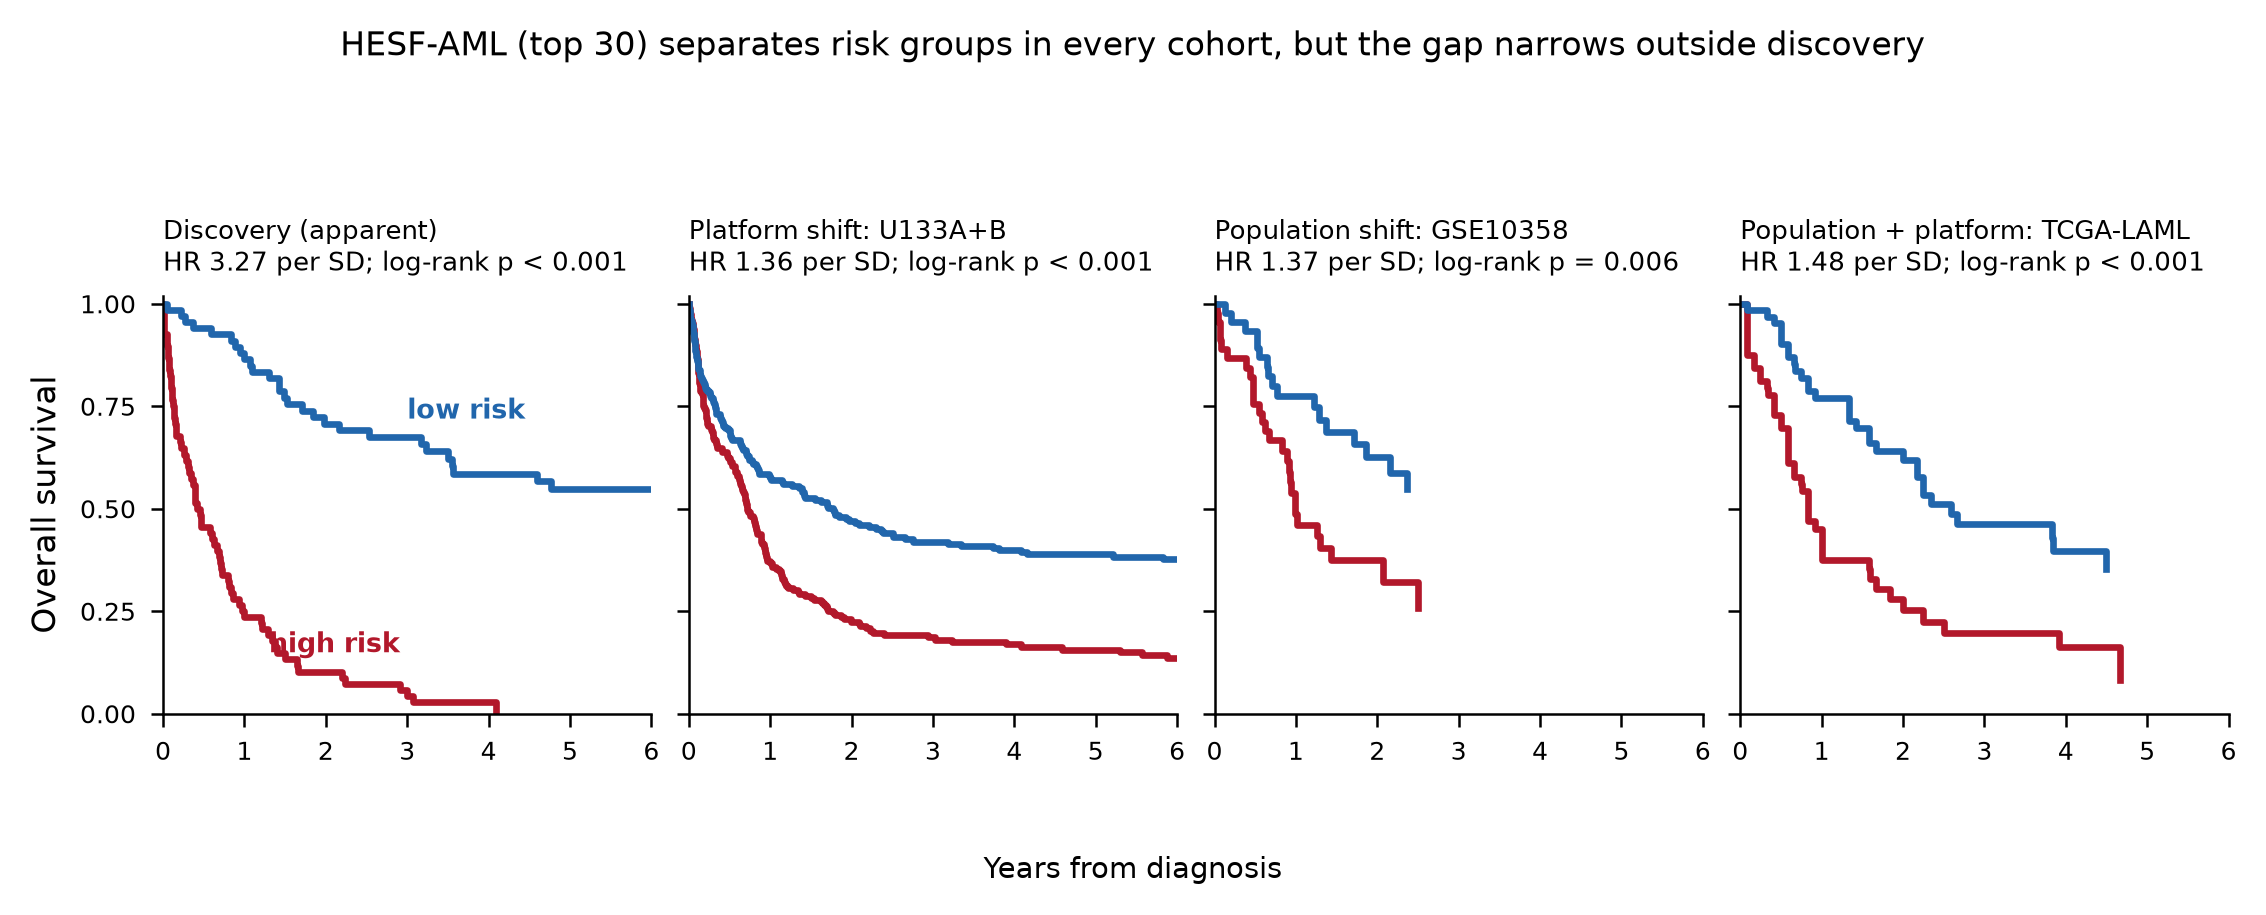 HESF-AML (top 30) separates risk groups in every cohort, but the gap narrows outside discovery
Discovery (apparent)
HR 3.27 per SD; log-rank p < 0.001
Platform shift: U133A+B
HR 1.36 per SD; log-rank p < 0.001
Population shift: GSE10358
HR 1.37 per SD; log-rank p = 0.006
Population + platform: TCGA-LAML
HR 1.48 per SD; log-rank p < 0.001
Overall survival
1.00
0.75
0.50
0.25
0.00
low risk
high risk
0 1 2 3 4 5 6
0 1 2 3 4 5 6
0 1 2 3 4 5 6
0 1 2 3 4 5 6
Years from diagnosis